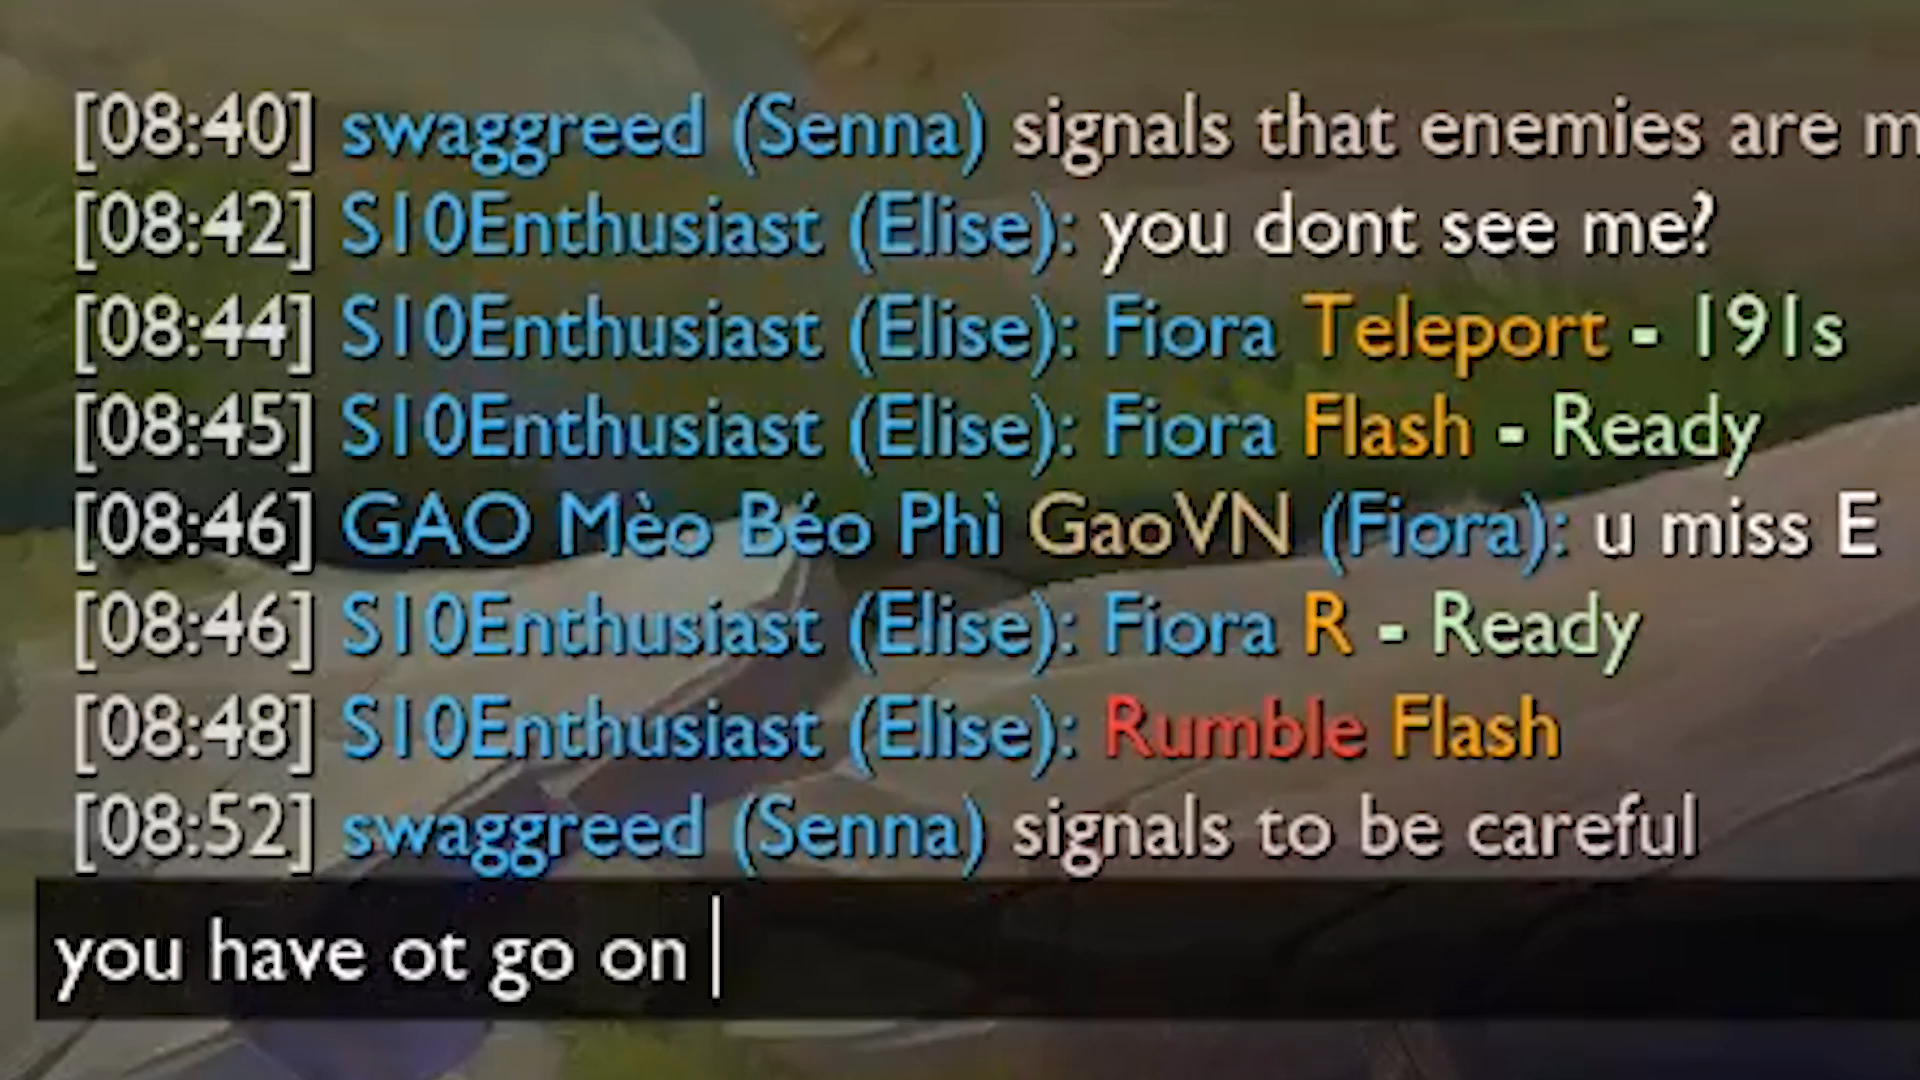 [08:40] swaggreed (Senna) signals that enemies are
[08:42] S10Enthusiast (Elise): you dont see me?
[08:44] S10Enthusiast (Elise): Fiora Teleport - 191s
[08:45] S10Enthusiast (Elise): Fiora Flash - Ready
[08:46] GAO Mèo Béo Phì GaoVN (Fiora): u miss E
[08:46] S10Enthusiast (Elise): Fiora R - Ready
[08:48] S10Enthusiast (Elise): Rumble Flash
[08:52] swaggreed (Senna) signals to be careful
you have ot go on